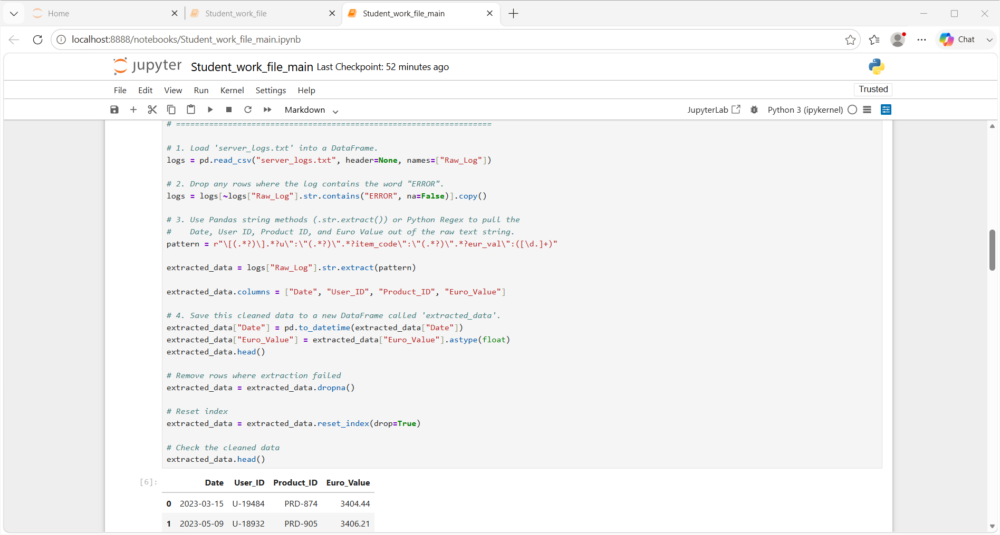 Home
Student_work_file
Student_work_file_main
localhost:8888/notebooks/Student_work_file_main.ipynb
Chat
jupyter Student_work_file_main Last Checkpoint: 52 minutes ago
File Edit View Run Kernel Settings Help
Trusted
Markdown
JupyterLab
Python 3 (ipykernel)
# ===================================================================
# 1. Load 'server_logs.txt' into a DataFrame.
logs = pd.read_csv("server_logs.txt", header=None, names=["Raw_Log"])
# 2. Drop any rows where the log contains the word "ERROR".
logs = logs[~logs["Raw_Log"].str.contains("ERROR", na=False)].copy()
# 3. Use Pandas string methods (.str.extract()) or Python Regex to pull the
#    Date, User ID, Product ID, and Euro Value out of the raw text string.
pattern = r"\[(.*?)\].*?u\":\"(.*?)\".*?item_code\":\"(.*?)\".*?eur_val\":([\d.]+)"
extracted_data = logs["Raw_Log"].str.extract(pattern)
extracted_data.columns = ["Date", "User_ID", "Product_ID", "Euro_Value"]
# 4. Save this cleaned data to a new DataFrame called 'extracted_data'.
extracted_data["Date"] = pd.to_datetime(extracted_data["Date"])
extracted_data["Euro_Value"] = extracted_data["Euro_Value"].astype(float)
extracted_data.head()
# Remove rows where extraction failed
extracted_data = extracted_data.dropna()
# Reset index
extracted_data = extracted_data.reset_index(drop=True)
# Check the cleaned data
extracted_data.head()
[6]:
Date User_ID Product_ID Euro_Value
0 2023-03-15 U-19484 PRD-874 3404.44
1 2023-05-09 U-18932 PRD-905 3406.21